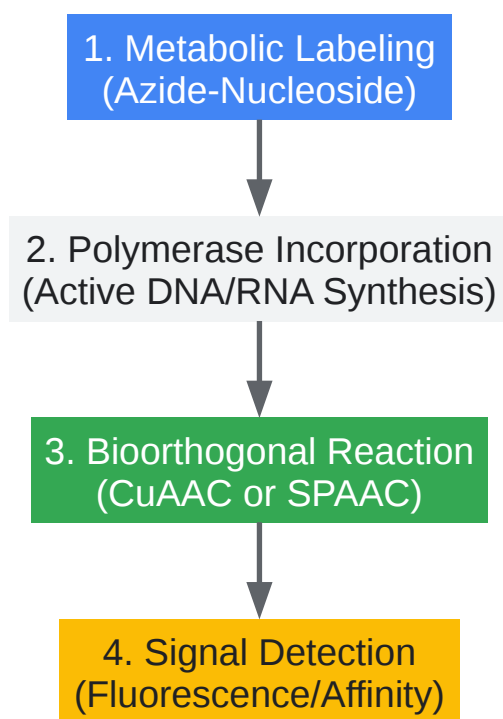 1. Metabolic Labeling
(Azide-Nucleoside)
2. Polymerase Incorporation
(Active DNA/RNA Synthesis)
3. Bioorthogonal Reaction
(CuAAC or SPAAC)
4. Signal Detection
(Fluorescence/Affinity)